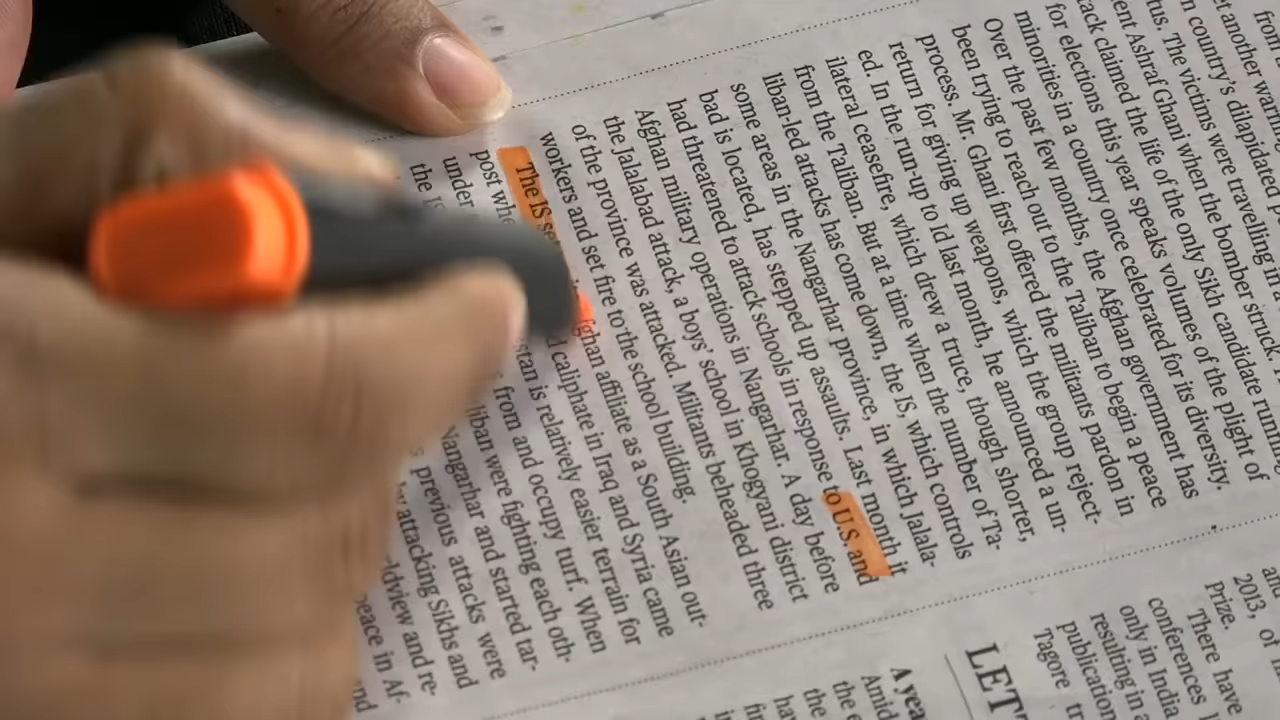 from
another war
country's dilapidated
The victims were travelling in
Ashraf Ghani when the bomber struck.
claimed the life of the only Sikh candidate
for elections this year speaks volumes of the plight of
minorities in a country once celebrated for its diversity.
Over the past few months, the Afghan government has
been trying to reach out to the Taliban to begin a peace
process. Mr. Ghani first offered the militants pardon in
return for giving up weapons, which the group reject-
ed. In the run-up to id last month, he announced a un-
ilateral ceasefire, which drew a truce, though shorter,
from the Taliban. But at a time when the number of Ta-
liban-led attacks has come down, the IS, which controls
some areas in the Nangarhar province, in which Jalala-
bad is located, has stepped up assaults. Last month it
had threatened to attack schools in response to U.S. and
Afghan military operations in Nangarhar. A day before
the Jalalabad attack, a boys' school in Khogyani district
of the province was attacked. Militants beheaded three
workers and set fire to the school building.
The IS set fghan affiliate as a South Asian out-
post caliphate in Iraq and Syria came
under stan is relatively easier terrain for
the from and occupy turf. When
liban were fighting each oth-
Nangarhar and started tar-
previous attacks were
attacking Sikhs and
ldview and re-
peace in Af-
2013, of
Prize.
There have
conferences
only in India
resulting in a
publication
Tagore
LET
A yea
Amid
the